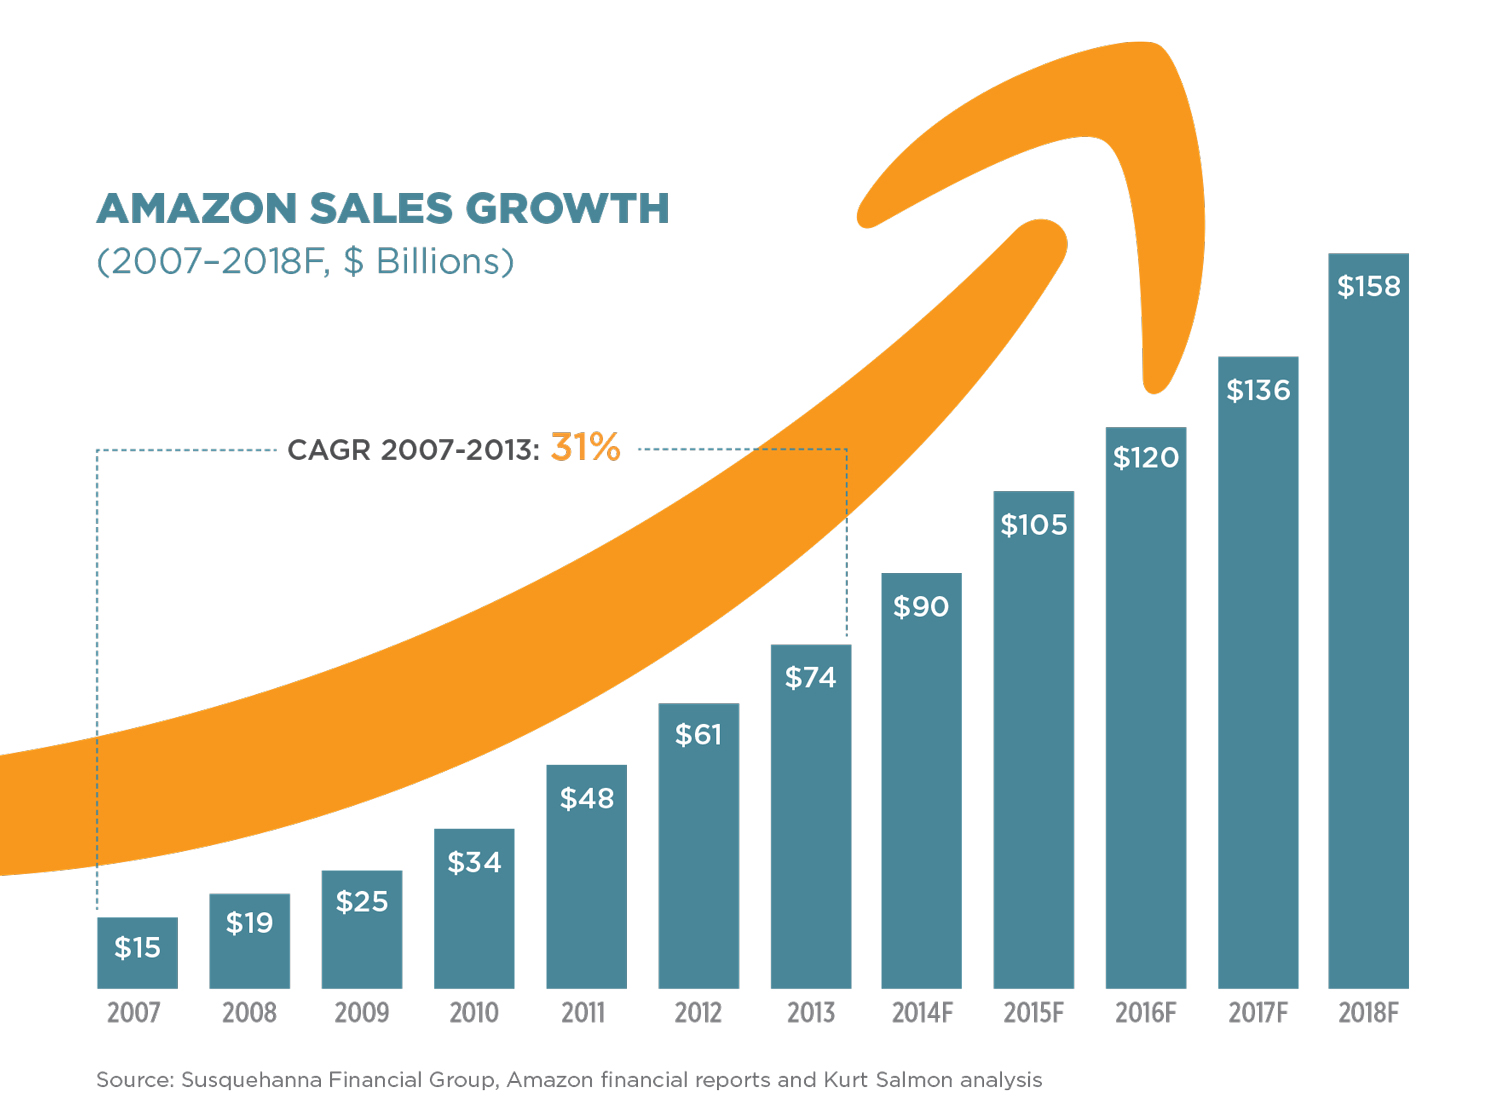 AMAZON SALES GROWTH
(2007–2018F, $ Billions)
CAGR 2007-2013: 31%
$15
$19
$25
$34
$48
$61
$74
$90
$105
$120
$136
$158
2007 2008 2009 2010 2011 2012 2013 2014F 2015F 2016F 2017F 2018F
Source: Susquehanna Financial Group, Amazon financial reports and Kurt Salmon analysis